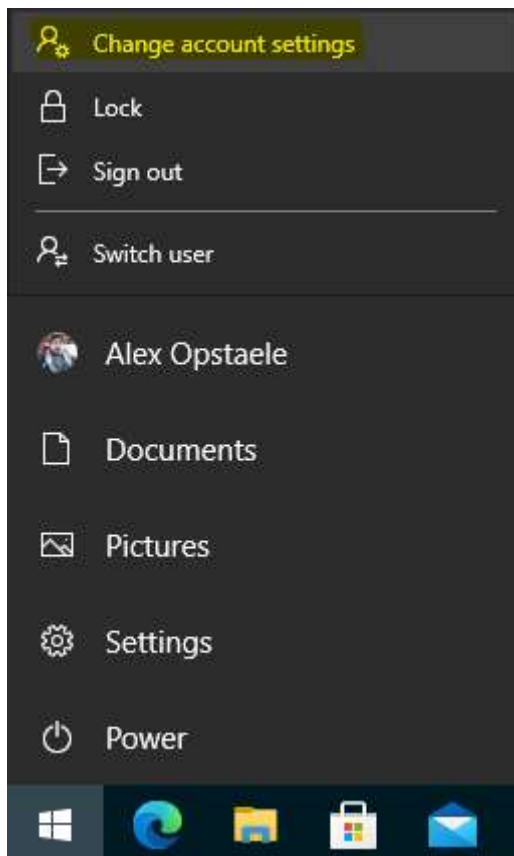 Change account settings
Lock
Sign out
Switch user
Alex Opstaele
Documents
Pictures
Settings
Power